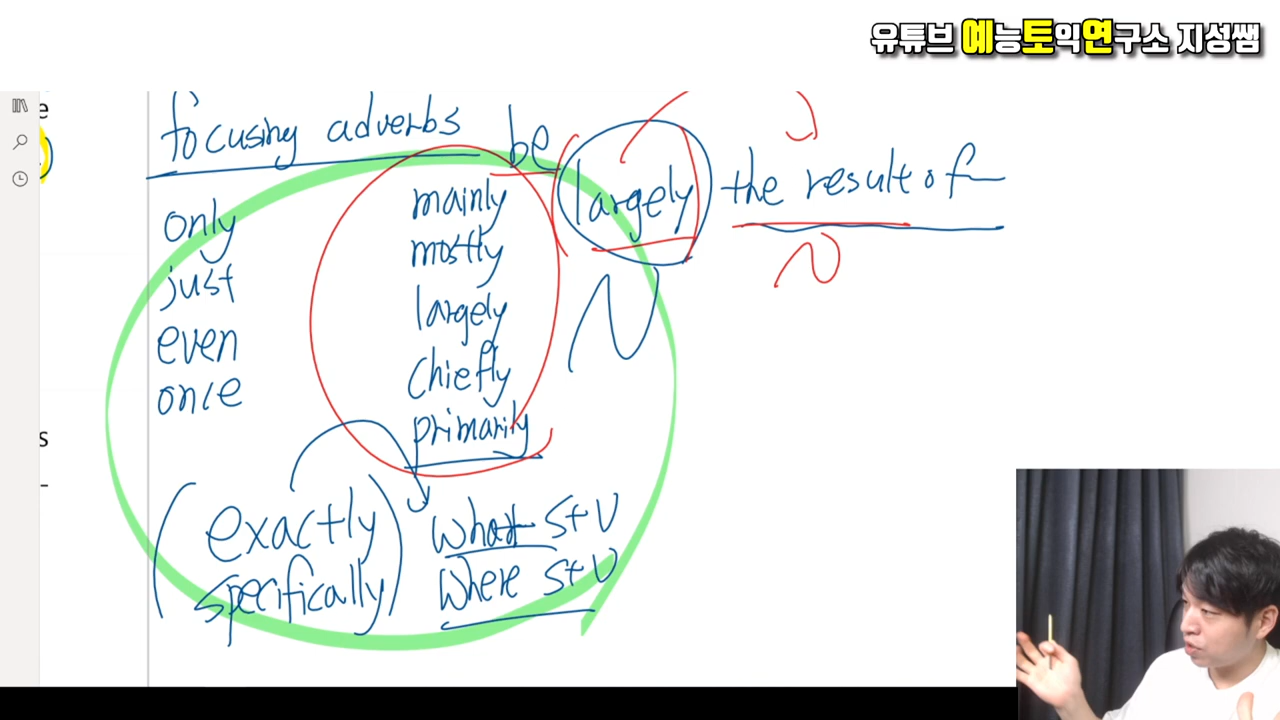 유튜브 예능토익연구소 지성쌤
e
focusing adverbs
be largely the result of
N
N
only
just
even
once
mainly
mostly
largely
chiefly
primarily
(exactly
specifically)
what S+V
where S+V
s